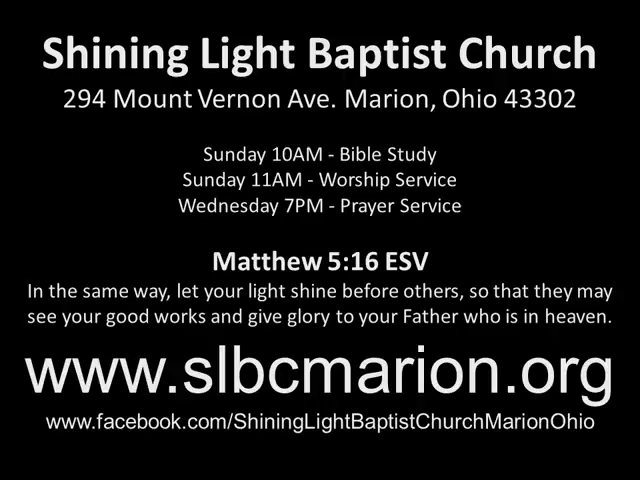 Shining Light Baptist Church
294 Mount Vernon Ave. Marion, Ohio 43302
Sunday 10AM - Bible Study
Sunday 11AM - Worship Service
Wednesday 7PM - Prayer Service
Matthew 5:16 ESV
In the same way, let your light shine before others, so that they may
see your good works and give glory to your Father who is in heaven.
www.slbcmarion.org
www.facebook.com/ShiningLightBaptistChurchMarionOhio